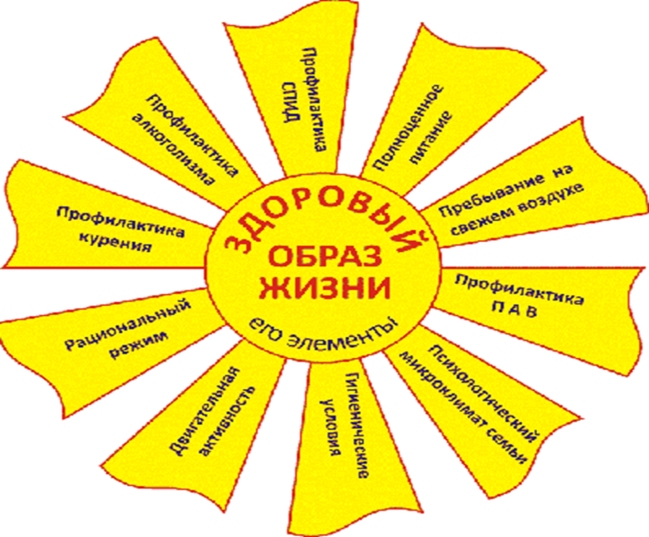 ЗДОРОВЫЙ
ОБРАЗ
ЖИЗНИ
его элементы
Профилактика
СПИД
Полноценное
питание
Пребывание на
свежем воздухе
Профилактика
П А В
Психологический
микроклимат семьи
Гигиенические
условия
Двигательная
активность
Рациональный
режим
Профилактика
курения
Профилактика
алкоголизма